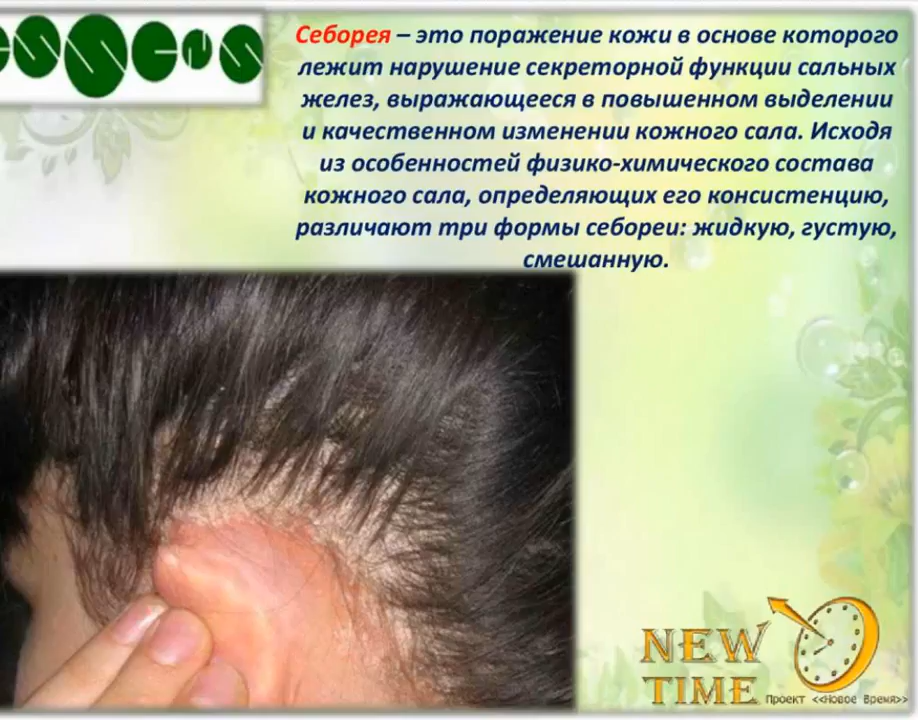 Себорея – это поражение кожи в основе которого
лежит нарушение секреторной функции сальных
желез, выражающееся в повышенном выделении
и качественном изменении кожного сала. Исходя
из особенностей физико-химического состава
кожного сала, определяющих его консистенцию,
различают три формы себореи: жидкую, густую,
смешанную.
NEW
TIME
Проект <<Новое Время>>